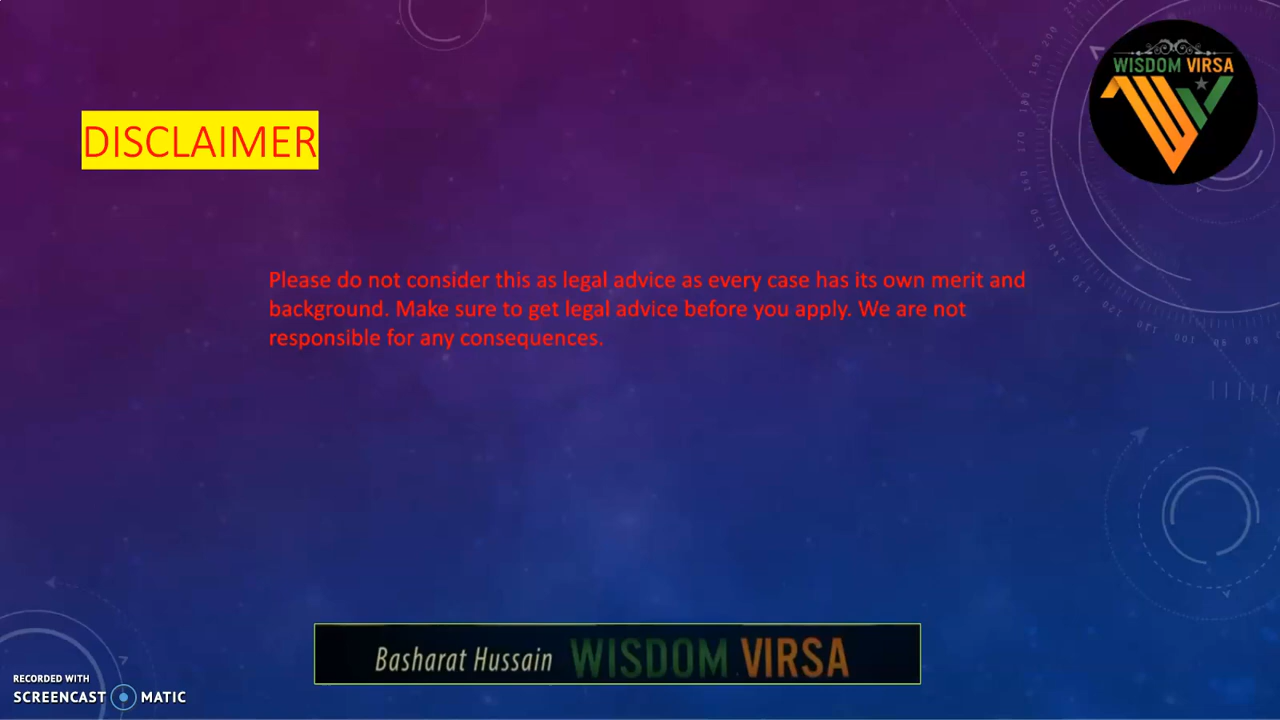 WISDOM VIRSA
DISCLAIMER
Please do not consider this as legal advice as every case has its own merit and
background. Make sure to get legal advice before you apply. We are not
responsible for any consequences.
Basharat Hussain WISDOM VIRSA
RECORDED WITH
SCREENCAST MATIC